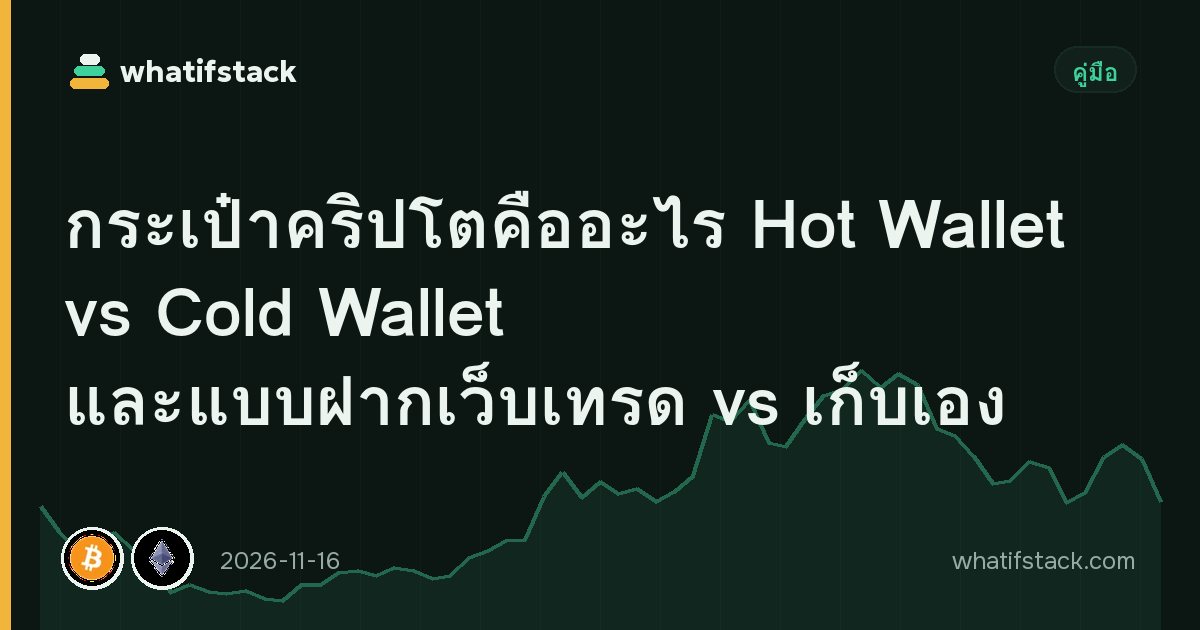 whatifstack
คู่มือ
กระเป๋าคริปโตคืออะไร Hot Wallet
vs Cold Wallet
และแบบฝากเว็บเทรด vs เก็บเอง
2026-11-16
whatifstack.com